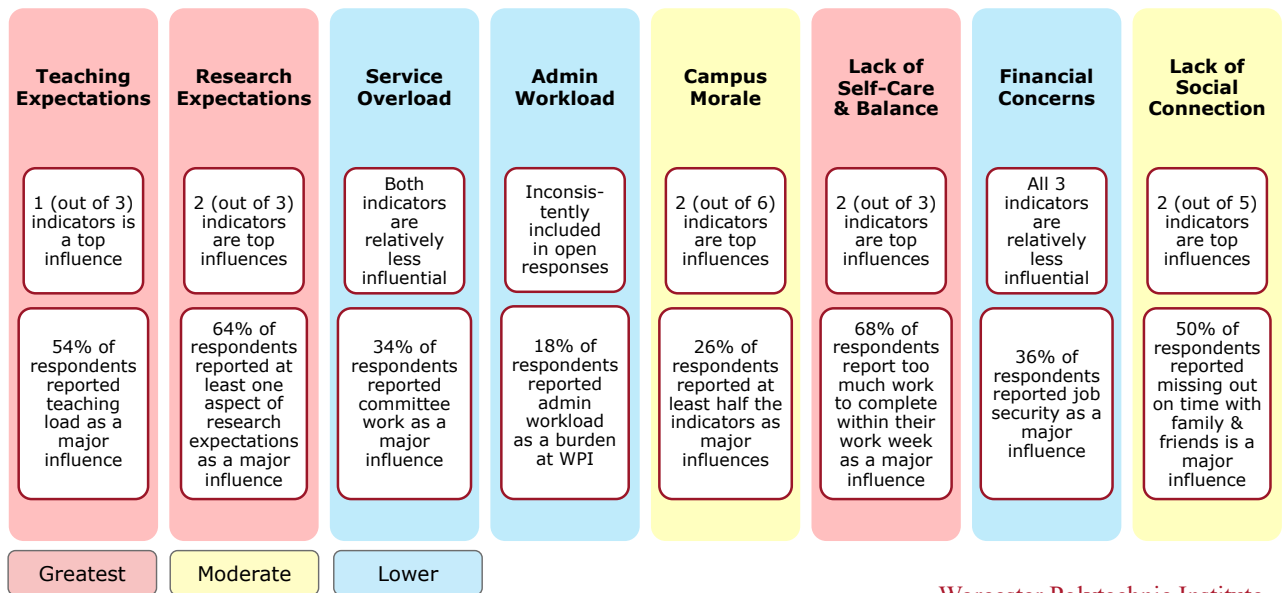 Teaching
Expectations
Research
Expectations
Service
Overload
Admin
Workload
Campus
Morale
Lack of
Self-Care
& Balance
Financial
Concerns
Lack of
Social
Connection
1 (out of 3)
indicators is
a top
influence
2 (out of 3)
indicators
are top
influences
Both
indicators
are
relatively
less
influential
Inconsis-
tently
included
in open
responses
2 (out of 6)
indicators
are top
influences
2 (out of 3)
indicators
are top
influences
All 3
indicators
are
relatively
less
influential
2 (out of 5)
indicators
are top
influences
54% of
respondents
reported
teaching
load as a
major
influence
64% of
respondents
reported at
least one
aspect of
research
expectations
as a major
influence
34% of
respondents
reported
committee
work as a
major
influence
18% of
respondents
reported
admin
workload
as a burden
at WPI
26% of
respondents
reported at
least half the
indicators as
major
influences
68% of
respondents
report too
much work
to complete
within their
work week
as a major
influence
36% of
respondents
reported job
security as a
major
influence
50% of
respondents
reported
missing out
on time with
family &
friends is a
major
influence
Greatest
Moderate
Lower
Worcester Polytechnic Institute